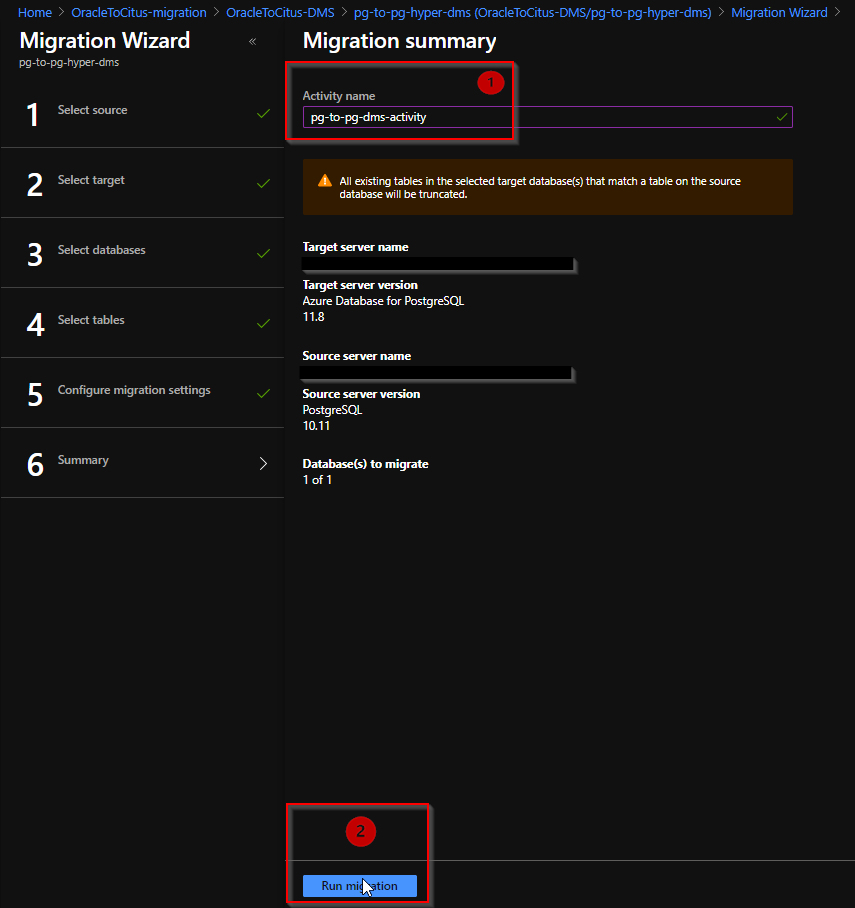 Home > OracleToCitus-migration > OracleToCitus-DMS > pg-to-pg-hyper-dms (OracleToCitus-DMS/pg-to-pg-hyper-dms) > Migration Wizard >
Migration Wizard «
pg-to-pg-hyper-dms
1 Select source
2 Select target
3 Select databases
4 Select tables
5 Configure migration settings
6 Summary
Migration summary
1
Activity name
pg-to-pg-dms-activity
All existing tables in the selected target database(s) that match a table on the source
database will be truncated.
Target server name
Target server version
Azure Database for PostgreSQL
11.8
Source server name
Source server version
PostgreSQL
10.11
Database(s) to migrate
1 of 1
2
Run migration